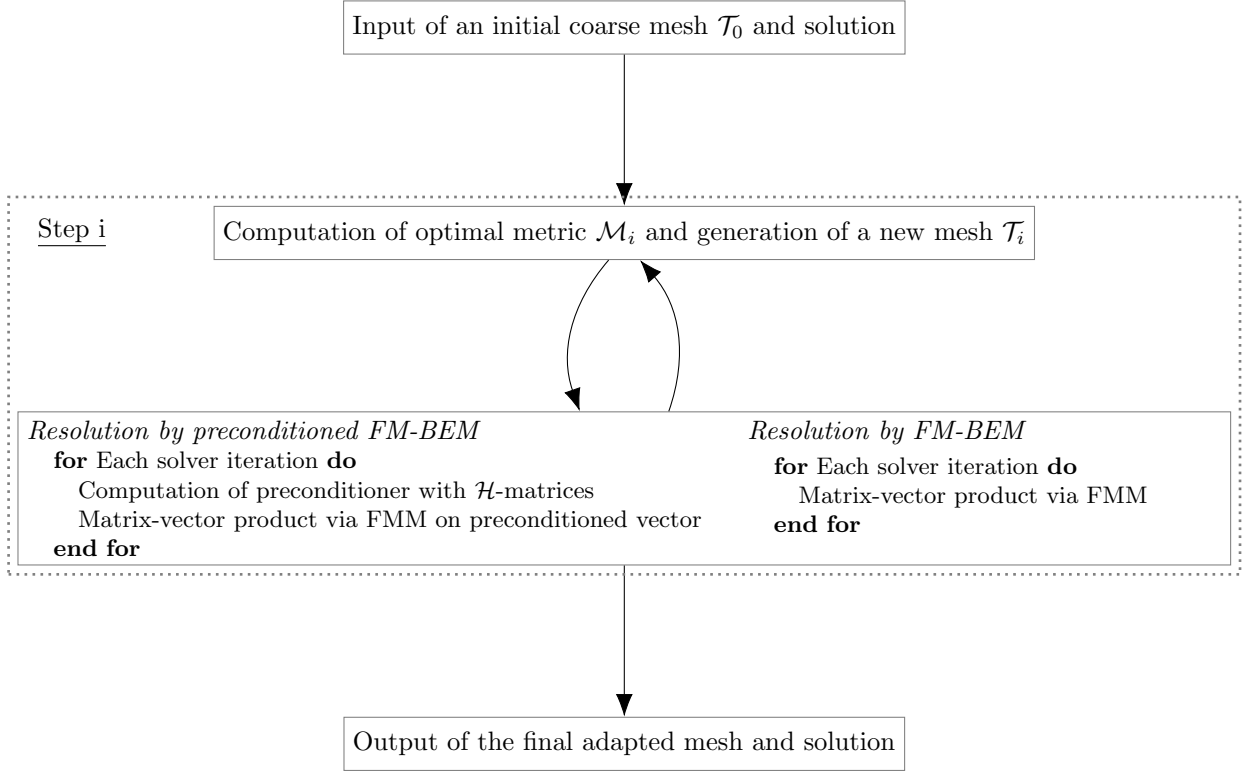 Input of an initial coarse mesh 𝒯₀ and solution
Step i
Computation of optimal metric ℳᵢ and generation of a new mesh 𝒯ᵢ
Resolution by preconditioned FM-BEM
for Each solver iteration do
Computation of preconditioner with ℋ-matrices
Matrix-vector product via FMM on preconditioned vector
end for
Resolution by FM-BEM
for Each solver iteration do
Matrix-vector product via FMM
end for
Output of the final adapted mesh and solution